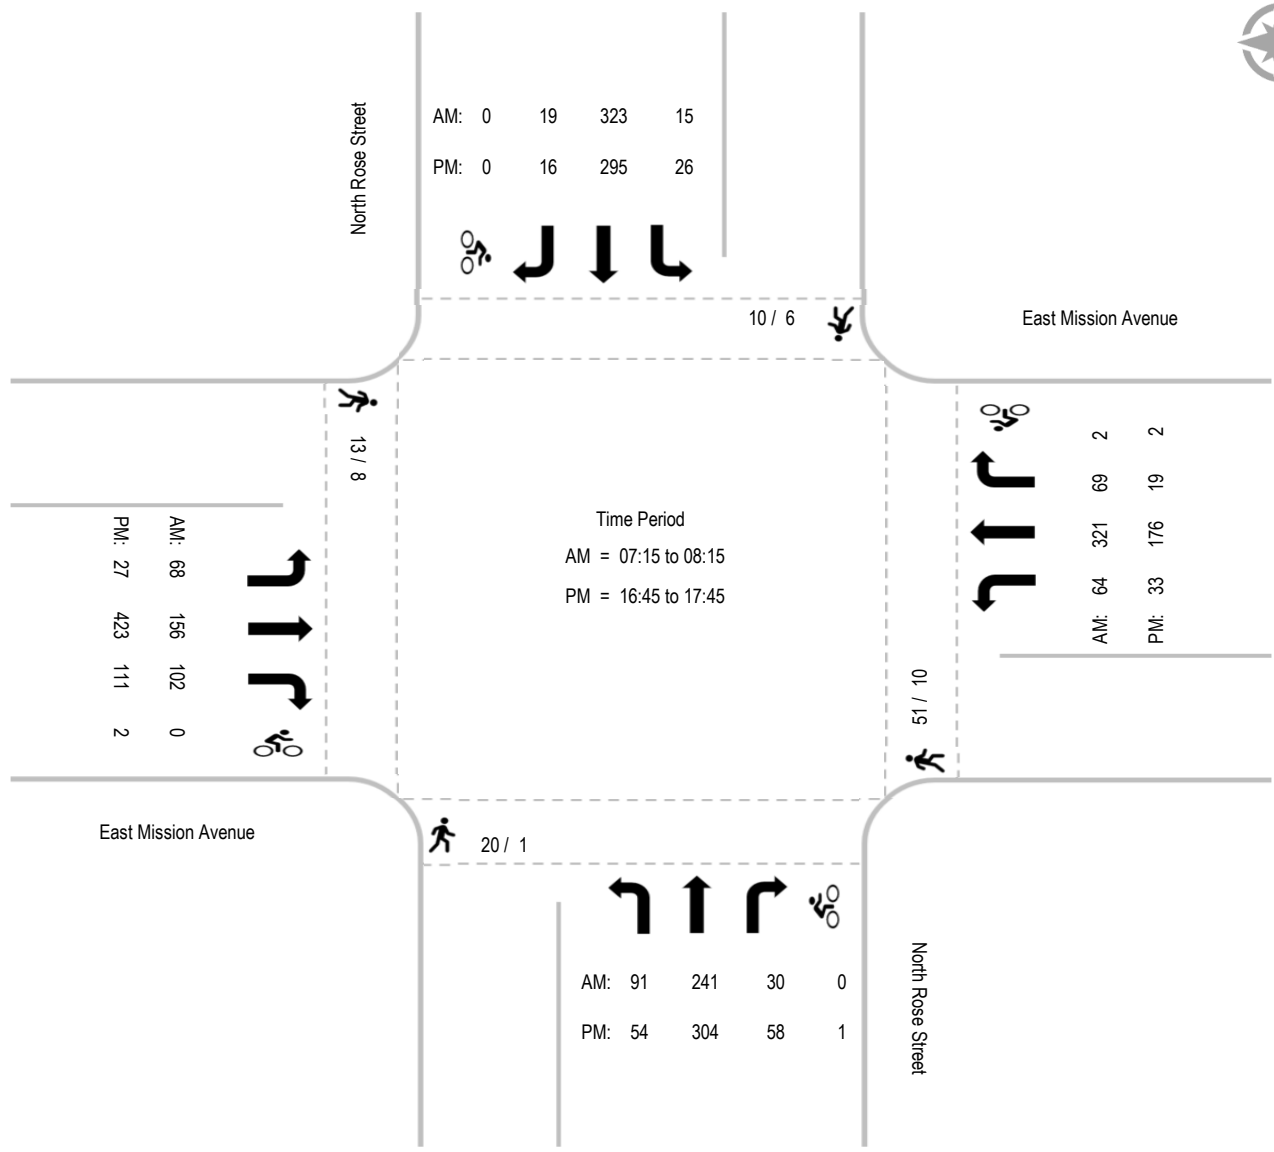 North Rose Street
AM: 0 19 323 15
PM: 0 16 295 26
10 / 6
East Mission Avenue
13 / 8
AM: 64 321 69 2
PM: 33 176 19 2
Time Period
AM = 07:15 to 08:15
PM = 16:45 to 17:45
AM: 68 156 102 0
PM: 27 423 111 2
51 / 10
East Mission Avenue
20 / 1
AM: 91 241 30 0
PM: 54 304 58 1
North Rose Street